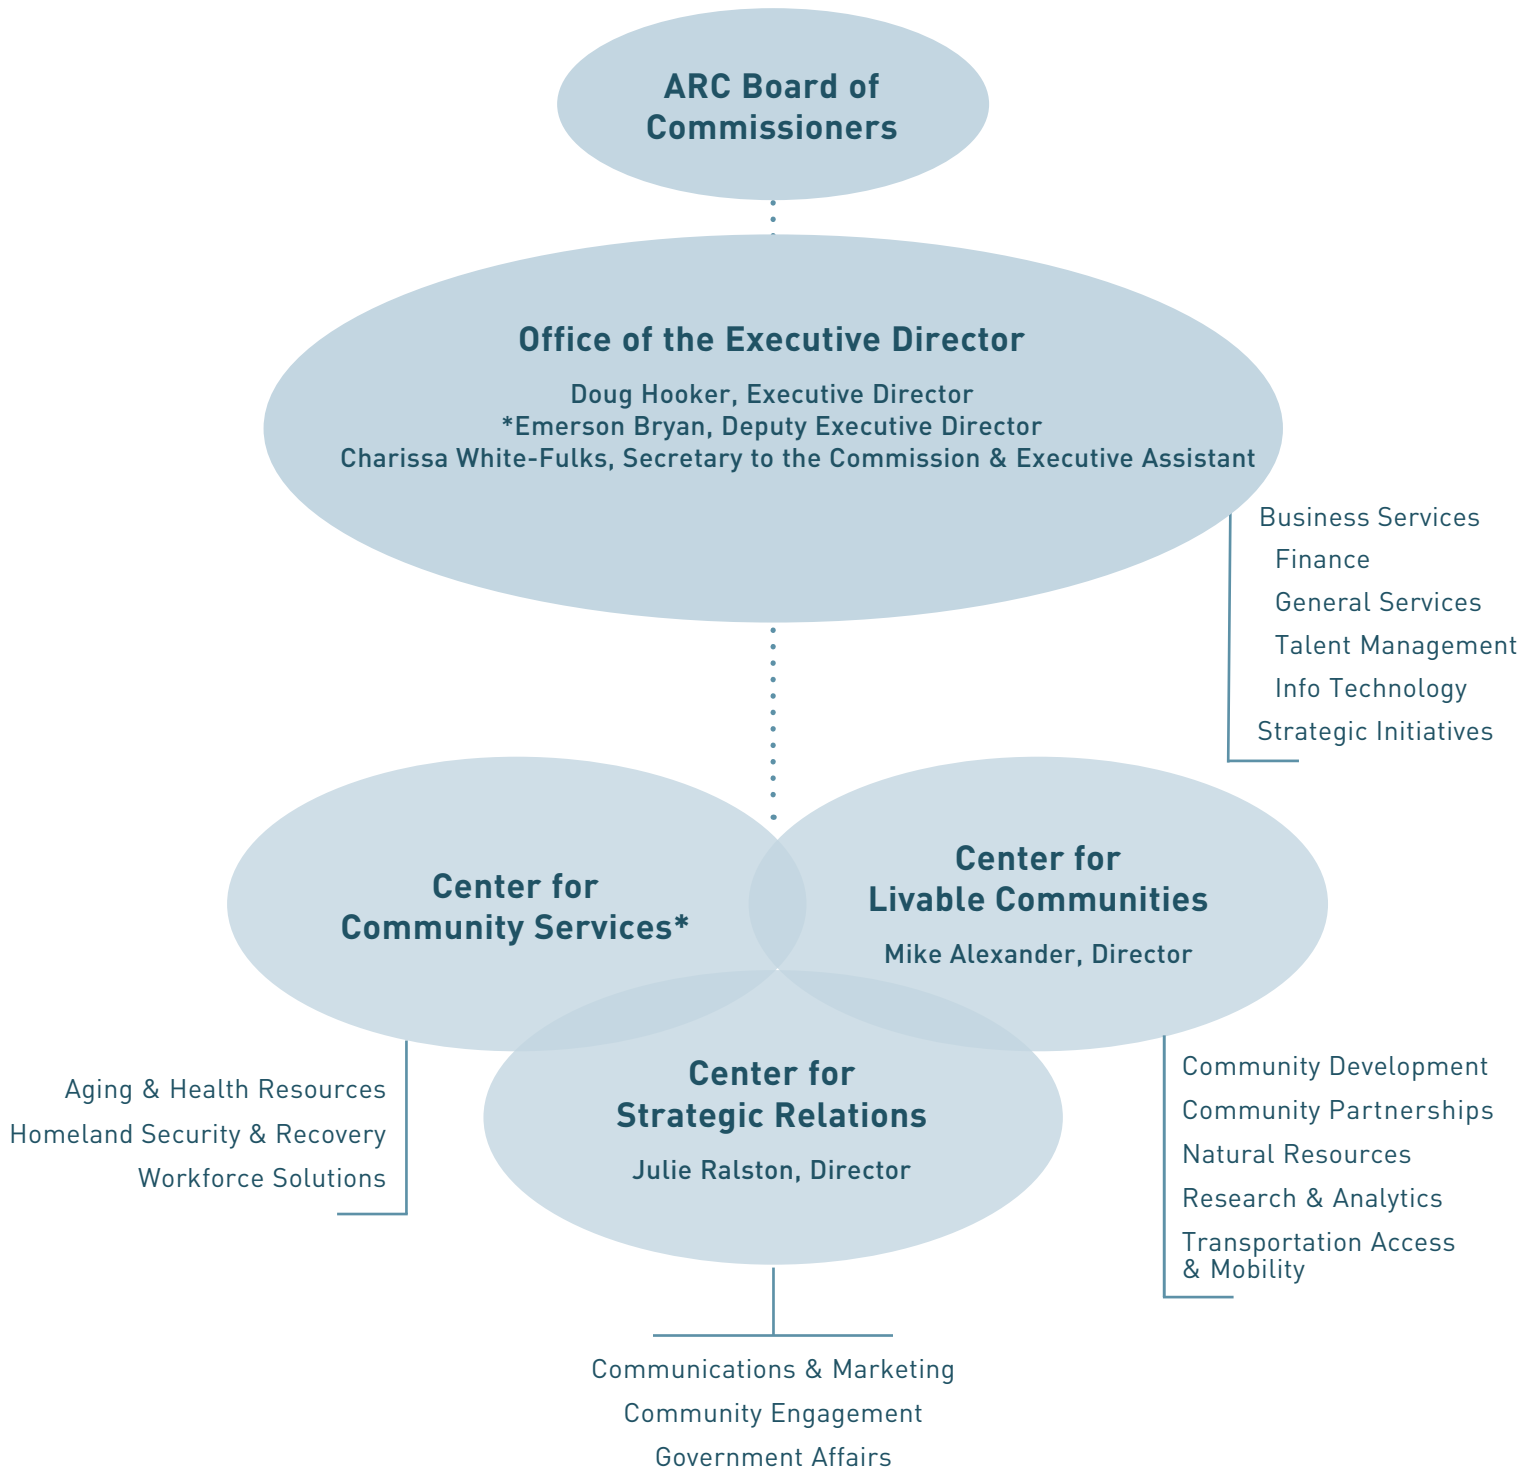 ARC Board of
Commissioners
Office of the Executive Director
Doug Hooker, Executive Director
*Emerson Bryan, Deputy Executive Director
Charissa White-Fulks, Secretary to the Commission & Executive Assistant
Business Services
Finance
General Services
Talent Management
Info Technology
Strategic Initiatives
Center for
Community Services*
Center for
Livable Communities
Mike Alexander, Director
Center for
Strategic Relations
Julie Ralston, Director
Aging & Health Resources
Homeland Security & Recovery
Workforce Solutions
Community Development
Community Partnerships
Natural Resources
Research & Analytics
Transportation Access
& Mobility
Communications & Marketing
Community Engagement
Government Affairs